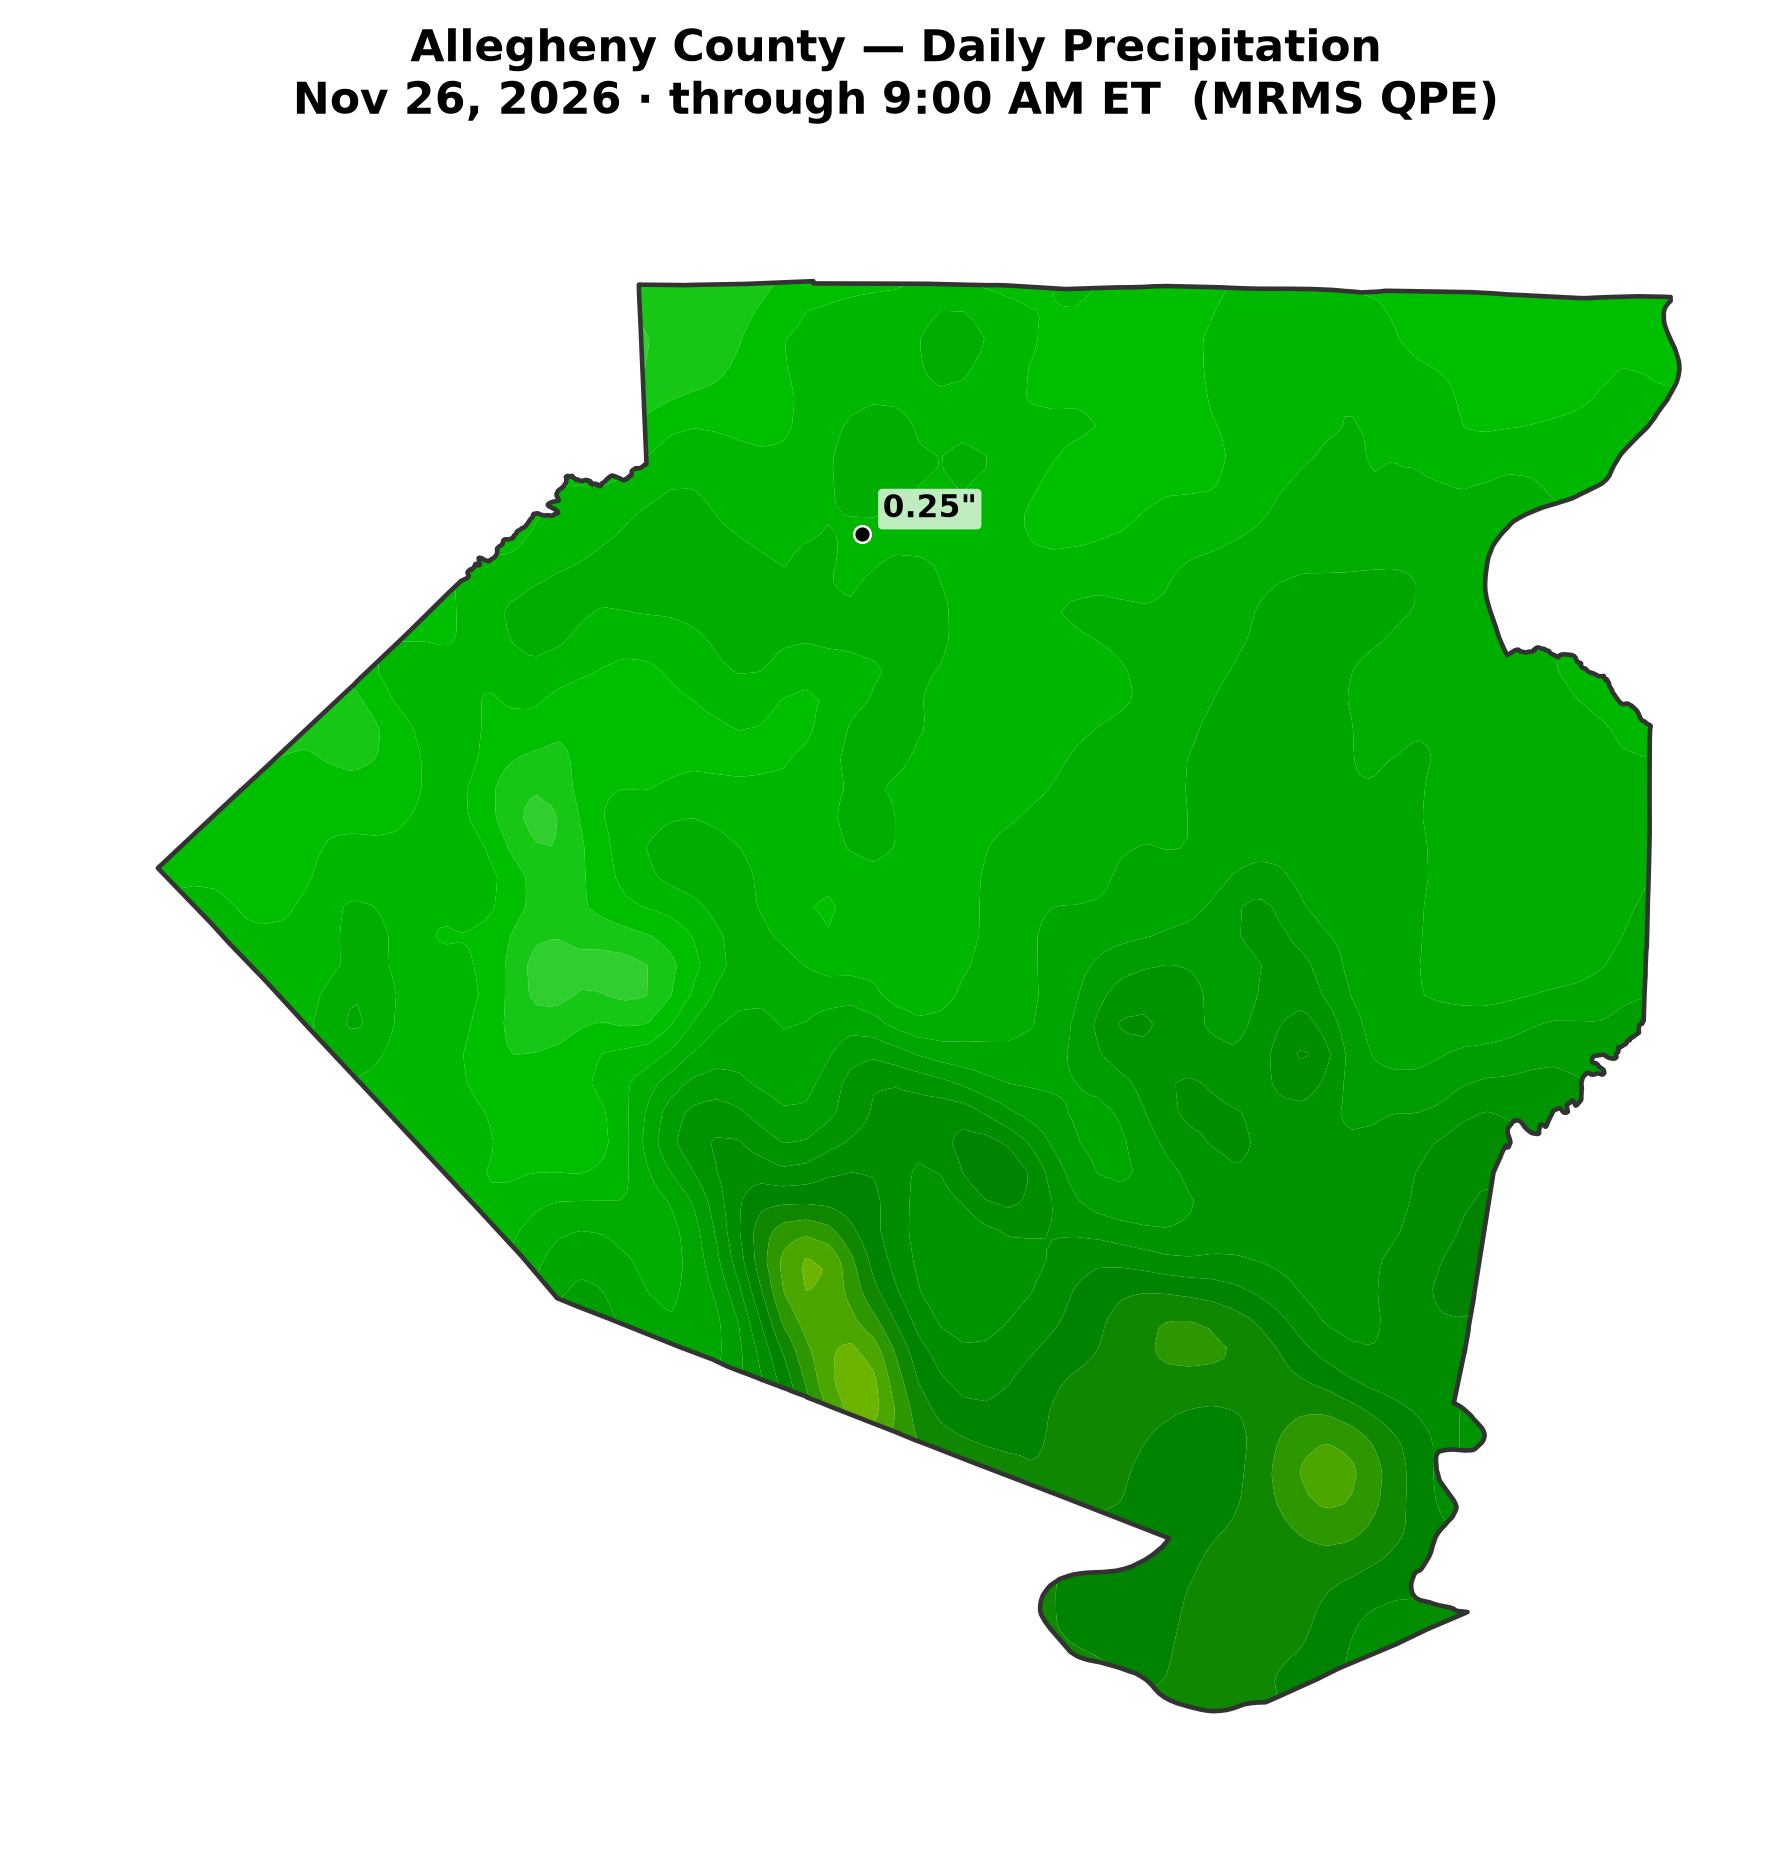 Allegheny County — Daily Precipitation
Nov 26, 2026 · through 9:00 AM ET  (MRMS QPE)
0.25"